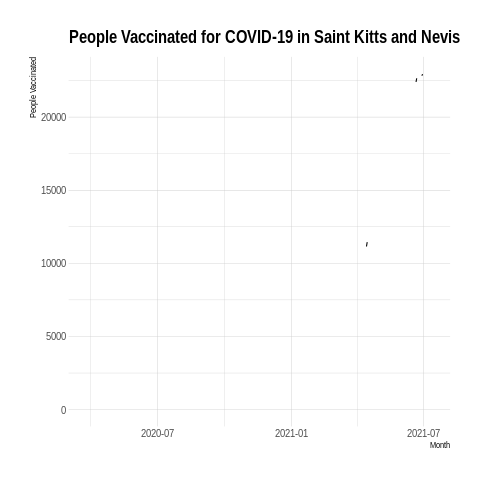 People Vaccinated for COVID-19 in Saint Kitts and Nevis
People Vaccinated
20000
15000
10000
5000
0
2020-07
2021-01
2021-07
Month